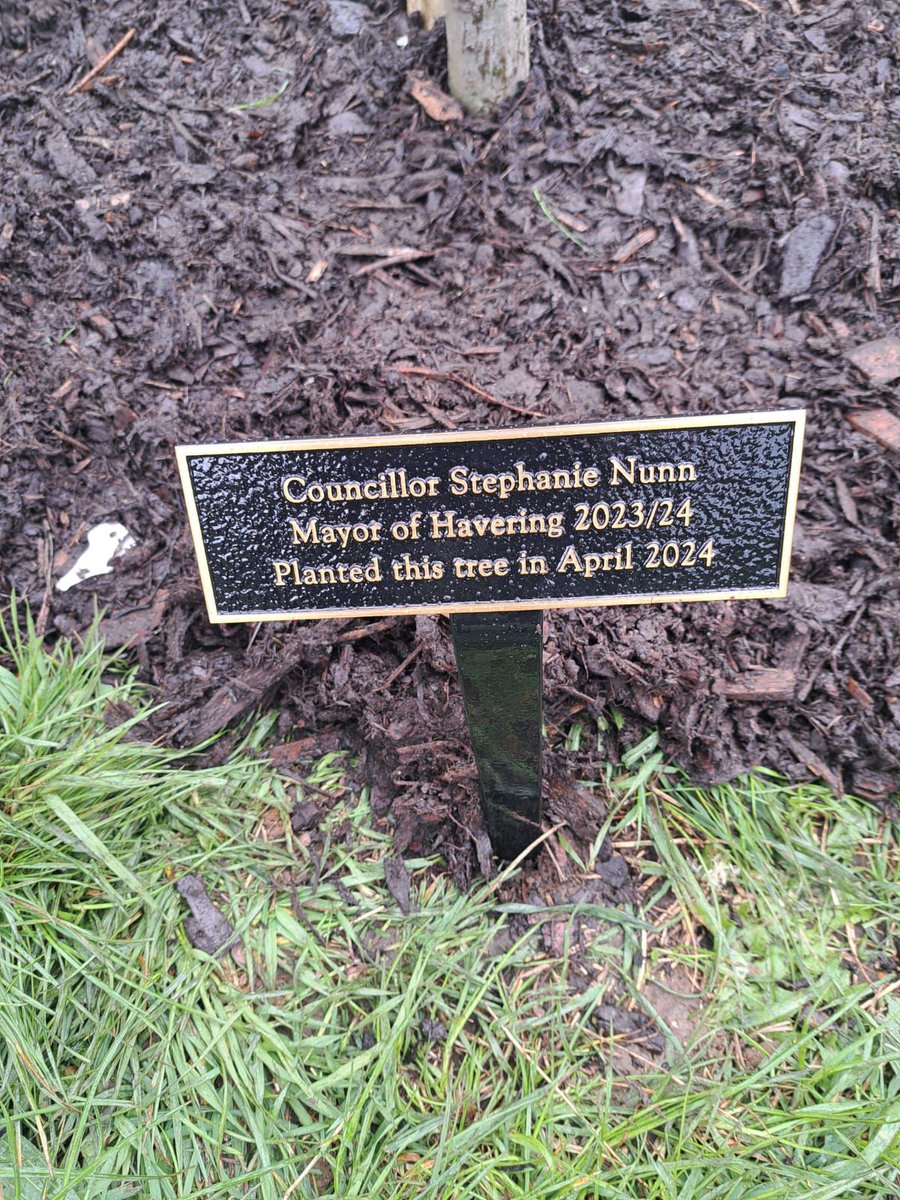 Councillor Stephanie Nunn
Mayor of Havering 2023/24
Planted this tree in April 2024